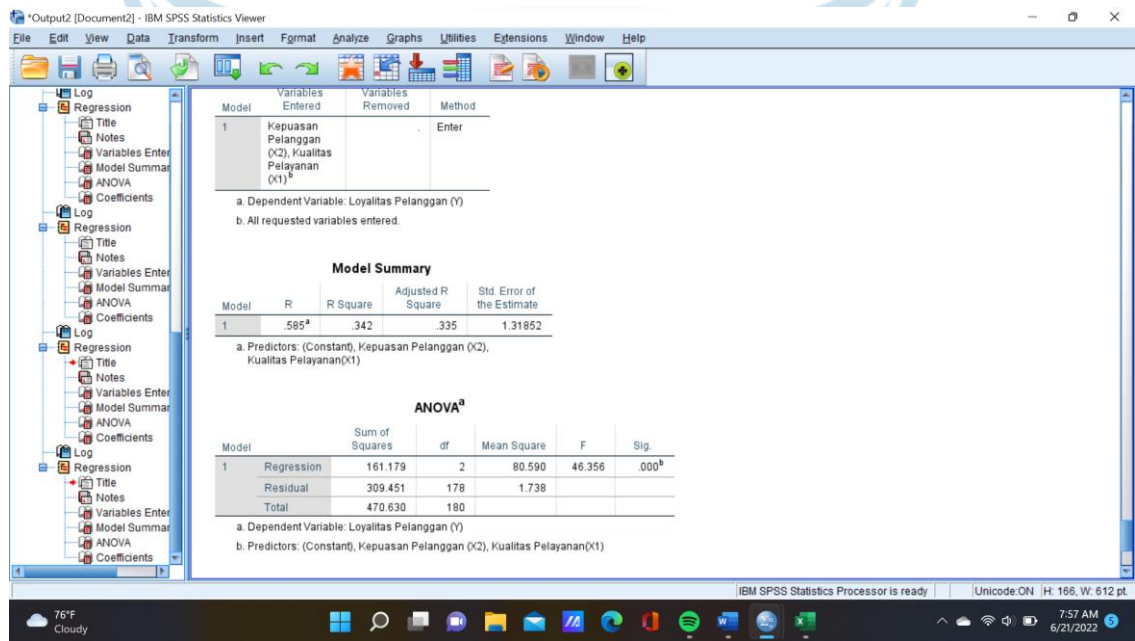 *Output2 [Document2] - IBM SPSS Statistics Viewer
File Edit View Data Transform Insert Format Analyze Graphs Utilities Extensions Window Help
Log
Regression
Title
Notes
Variables Enter
Model Summar
ANOVA
Coefficients
Log
Regression
Title
Notes
Variables Enter
Model Summar
ANOVA
Coefficients
Log
Regression
Title
Notes
Variables Enter
Model Summar
ANOVA
Coefficients
Log
Regression
Title
Notes
Variables Enter
Model Summar
ANOVA
Coefficients
Model Variables Entered Variables Removed Method
1 Kepuasan Pelanggan (X2), Kualitas Pelayanan (X1)b . Enter
a. Dependent Variable: Loyalitas Pelanggan (Y)
b. All requested variables entered.
Model Summary
Model R R Square Adjusted R Square Std. Error of the Estimate
1 .585a .342 .335 1.31852
a. Predictors: (Constant), Kepuasan Pelanggan (X2),
Kualitas Pelayanan(X1)
ANOVAa
Model Sum of Squares df Mean Square F Sig.
1 Regression 161.179 2 80.590 46.356 .000b
Residual 309.451 178 1.738
Total 470.630 180
a. Dependent Variable: Loyalitas Pelanggan (Y)
b. Predictors: (Constant), Kepuasan Pelanggan (X2), Kualitas Pelayanan(X1)
IBM SPSS Statistics Processor is ready Unicode:ON H: 166, W: 612 pt.
76°F
Cloudy
7:57 AM
6/21/2022
5